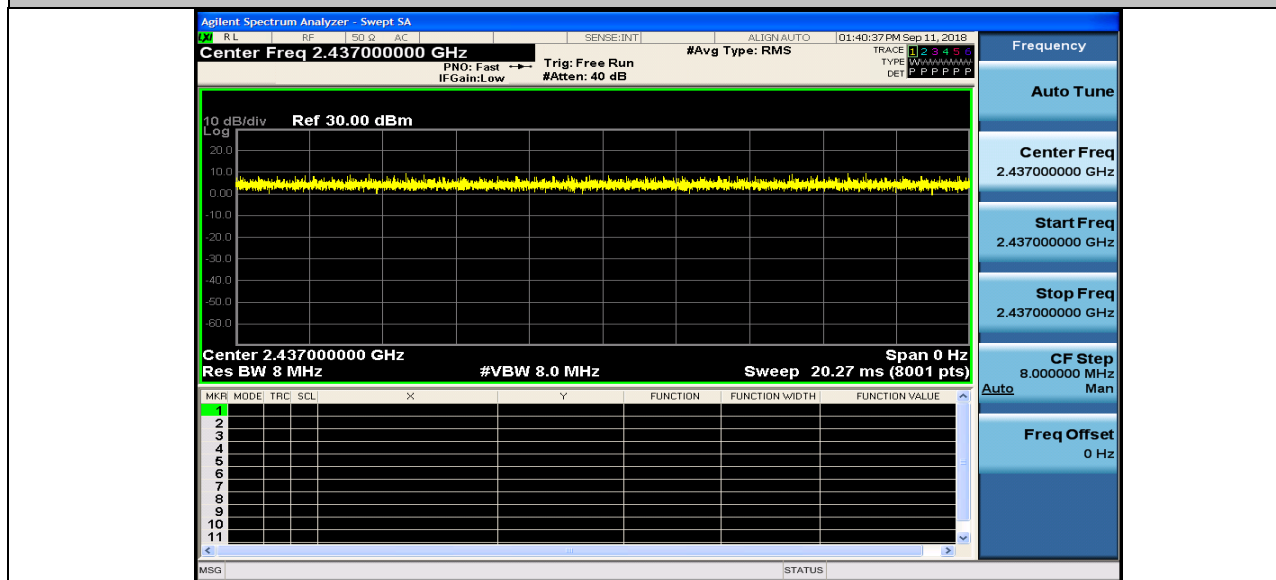 Agilent Spectrum Analyzer - Swept SA
LXI RL RF 50 Ω AC SENSE:INT ALIGN AUTO 01:40:37 PM Sep 11, 2018
Center Freq 2.437000000 GHz #Avg Type: RMS TRACE 1 2 3 4 5 6
PNO: Fast Trig: Free Run TYPE WWWWWW
IFGain:Low #Atten: 40 dB DET P P P P P P
10 dB/div Ref 30.00 dBm
Log
20.0
10.0
0.00
-10.0
-20.0
-30.0
-40.0
-50.0
-60.0
Center 2.437000000 GHz Span 0 Hz
Res BW 8 MHz #VBW 8.0 MHz Sweep 20.27 ms (8001 pts)
MKR MODE TRC SCL X Y FUNCTION FUNCTION WIDTH FUNCTION VALUE
1
2
3
4
5
6
7
8
9
10
11
MSG STATUS
Frequency
Auto Tune
Center Freq
2.437000000 GHz
Start Freq
2.437000000 GHz
Stop Freq
2.437000000 GHz
CF Step
8.000000 MHz
Auto Man
Freq Offset
0 Hz